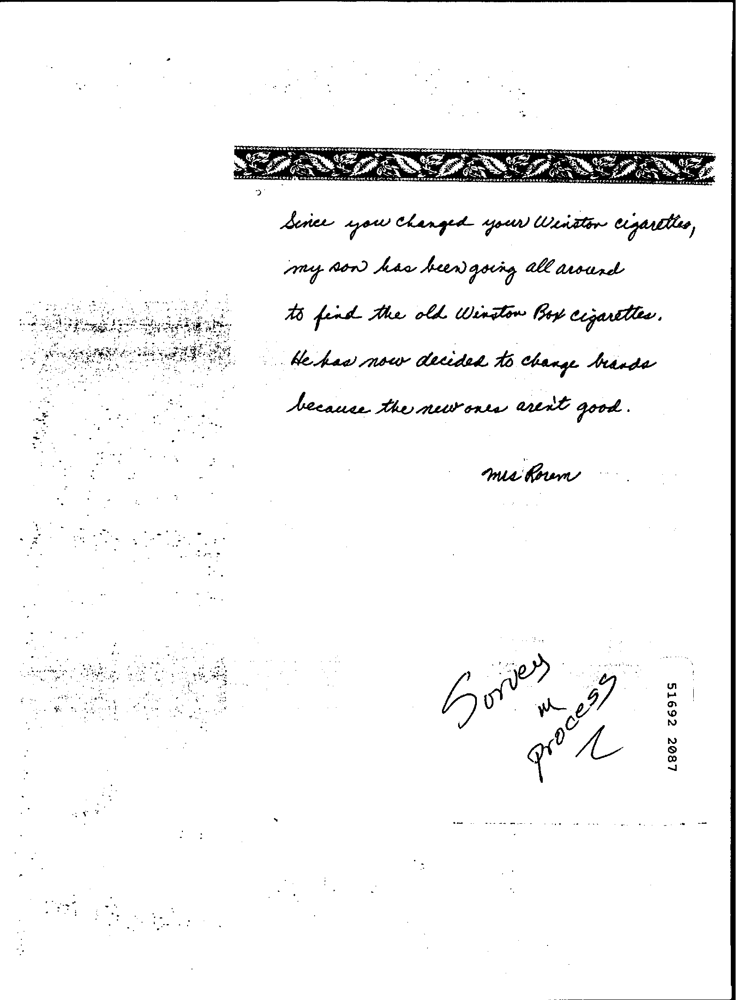 Since you changed your Winston cigarettes,
my son has been going all around
to find the old Winston Box cigarettes.
He has now decided to change brands
because the new ones aren't good.
Mrs Rorem
Survey
in
process
51692 2087